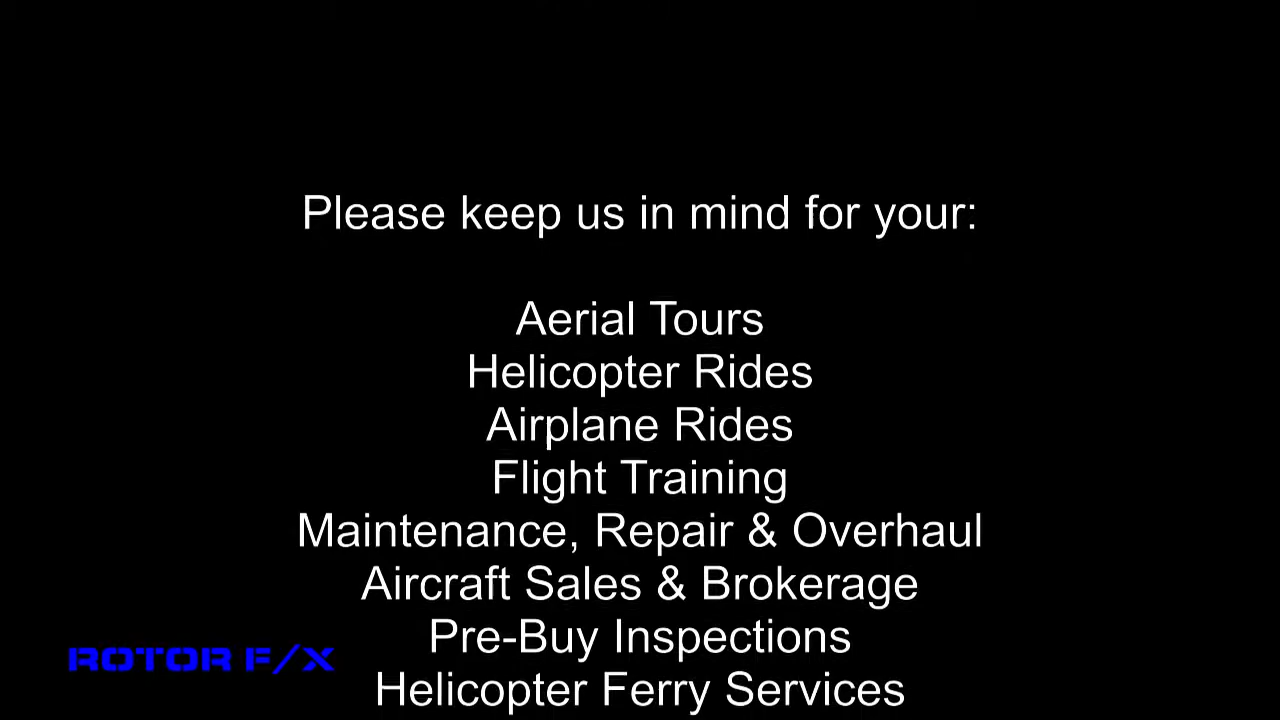 Please keep us in mind for your:
Aerial Tours
Helicopter Rides
Airplane Rides
Flight Training
Maintenance, Repair & Overhaul
Aircraft Sales & Brokerage
Pre-Buy Inspections
ROTOR F/X
Helicopter Ferry Services